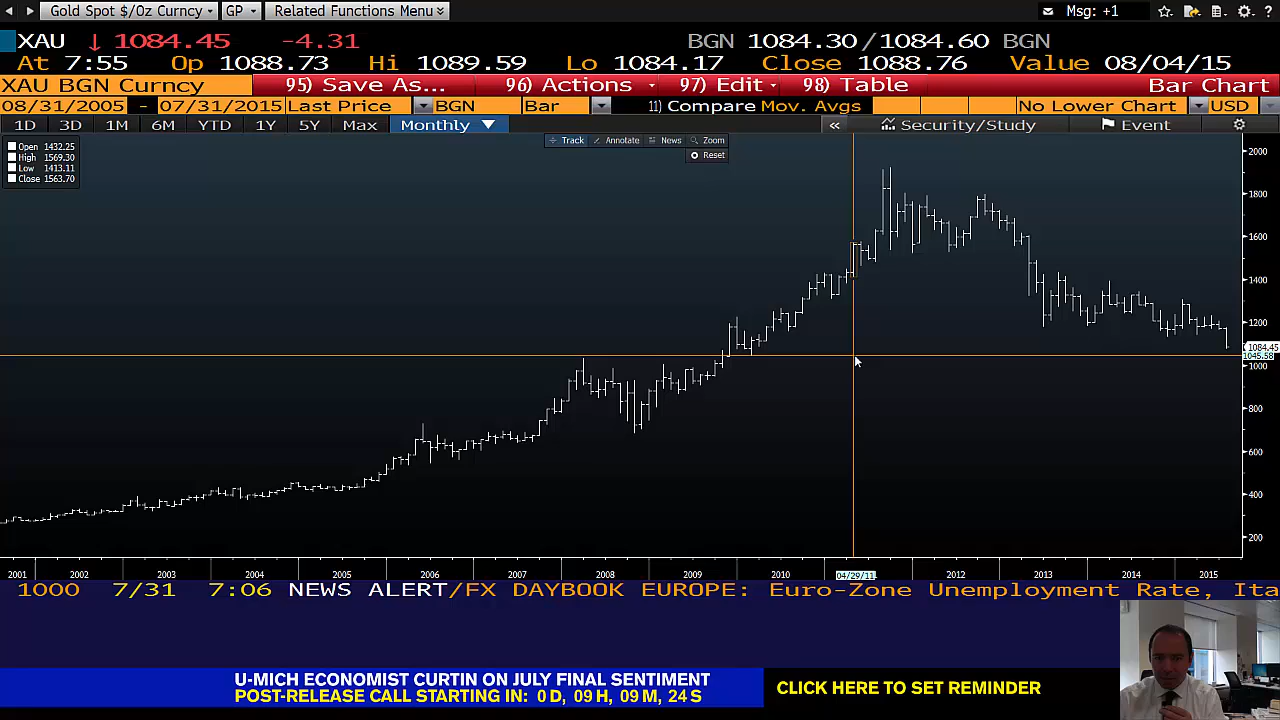 Gold Spot $/Oz Curncy GP Related Functions Menu Msg: +1
XAU ↓ 1084.45 -4.31 BGN 1084.30/1084.60 BGN
At 7:55 Op 1088.73 Hi 1089.59 Lo 1084.17 Close 1088.76 Value 08/04/15
XAU BGN Curncy 95) Save As... 96) Actions 97) Edit 98) Table Bar Chart
08/31/2005 - 07/31/2015 Last Price BGN Bar 11) Compare Mov. Avgs No Lower Chart USD
1D 3D 1M 6M YTD 1Y 5Y Max Monthly ▼ « Security/Study Event
Track Annotate News Zoom
Reset
Open 1432.25
High 1569.30
Low 1413.11
Close 1563.70
2000
1800
1600
1400
1200
1084.45
1045.58
1000
800
600
400
200
2001 2002 2003 2004 2005 2006 2007 2008 2009 2010 04/29/11 2012 2013 2014 2015
1000 7/31 7:06 NEWS ALERT/FX DAYBOOK EUROPE: Euro-Zone Unemployment Rate, Ita
U-MICH ECONOMIST CURTIN ON JULY FINAL SENTIMENT
POST-RELEASE CALL STARTING IN: 0 D, 09 H, 09 M, 24 S
CLICK HERE TO SET REMINDER